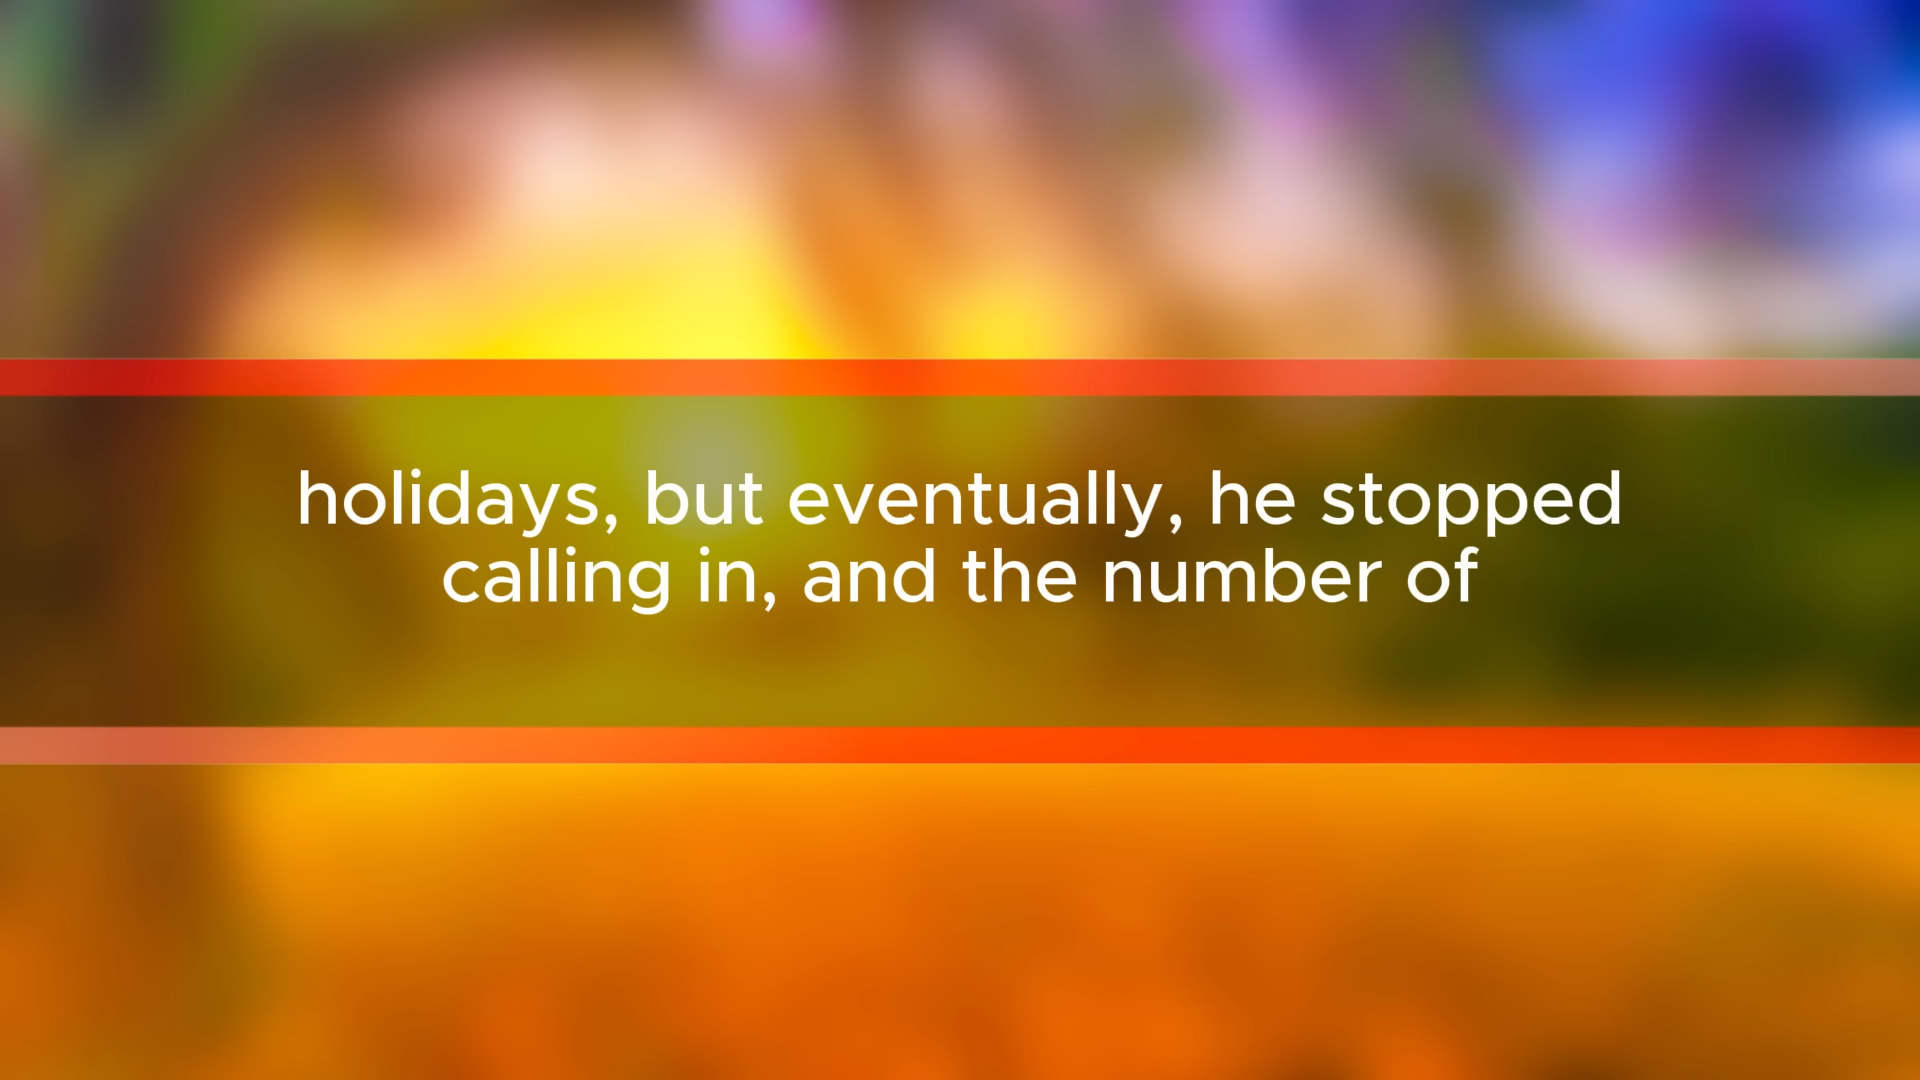 holidays, but eventually, he stopped
calling in, and the number of